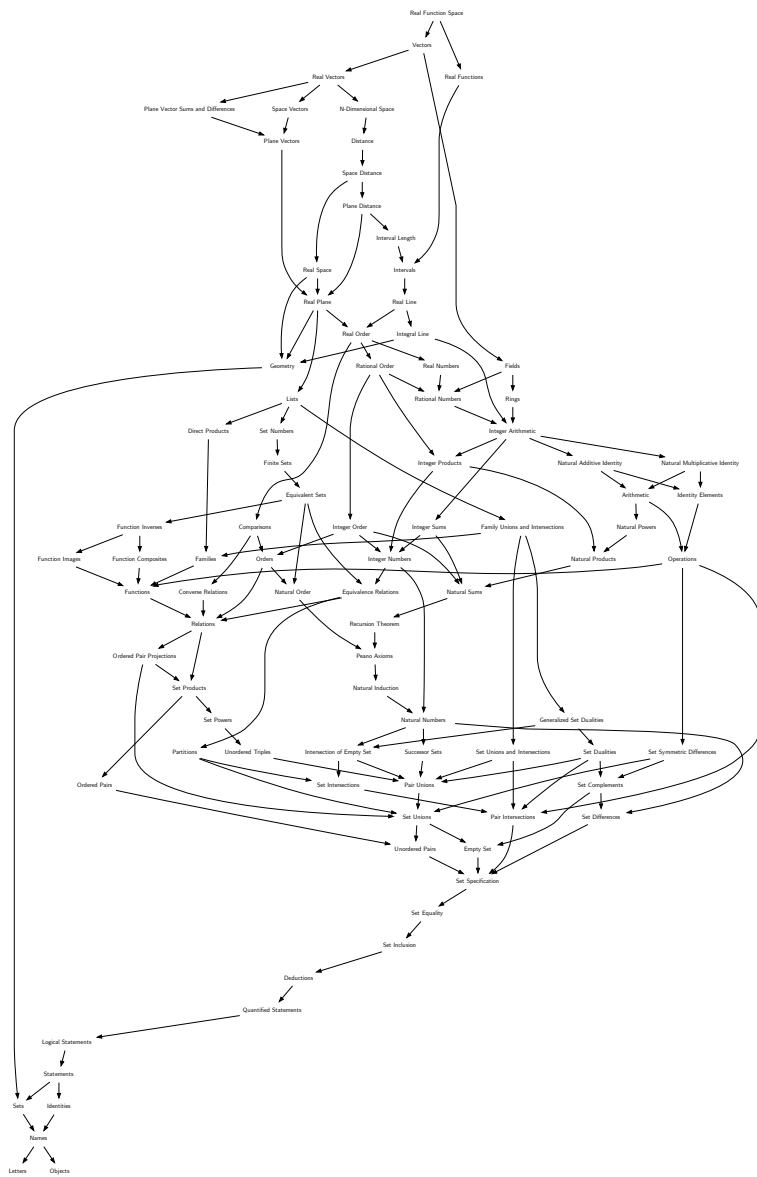 Real Function Space
Vectors
Real Vectors
Real Functions
Plane Vector Sums and Differences
Space Vectors
N-Dimensional Space
Plane Vectors
Distance
Space Distance
Plane Distance
Interval Length
Real Space
Intervals
Real Plane
Real Line
Real Order
Integral Line
Geometry
Rational Order
Real Numbers
Fields
Lists
Rational Numbers
Rings
Direct Products
Set Numbers
Integer Arithmetic
Finite Sets
Integer Products
Natural Additive Identity
Natural Multiplicative Identity
Equivalent Sets
Arithmetic
Identity Elements
Function Inverses
Comparisons
Integer Order
Integer Sums
Family Unions and Intersections
Natural Powers
Function Images
Function Composites
Families
Orders
Integer Numbers
Natural Products
Operations
Functions
Converse Relations
Natural Order
Equivalence Relations
Natural Sums
Relations
Recursion Theorem
Ordered Pair Projections
Peano Axioms
Set Products
Natural Induction
Set Powers
Natural Numbers
Generalized Set Dualities
Partitions
Unordered Triples
Intersection of Empty Set
Successor Sets
Set Unions and Intersections
Set Dualities
Set Symmetric Differences
Ordered Pairs
Set Intersections
Pair Unions
Set Complements
Set Unions
Pair Intersections
Set Differences
Unordered Pairs
Empty Set
Set Specification
Set Equality
Set Inclusion
Deductions
Quantified Statements
Logical Statements
Statements
Sets
Identities
Names
Letters
Objects